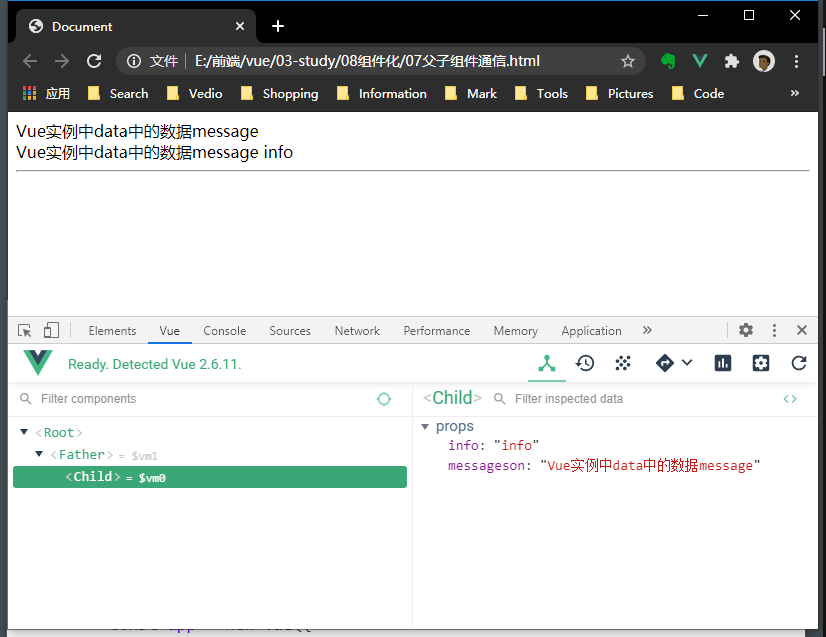 Document
文件 E:/前端/vue/03-study/08组件化/07父子组件通信.html
应用 Search Vedio Shopping Information Mark Tools Pictures Code »
Vue实例中data中的数据message
Vue实例中data中的数据message info
Elements Vue Console Sources Network Performance Memory Application »
Ready. Detected Vue 2.6.11.
Filter components
<Child> Filter inspected data
<Root>
<Father> = $vm1
<Child> = $vm0
props
info: "info"
messageson: "Vue实例中data中的数据message"